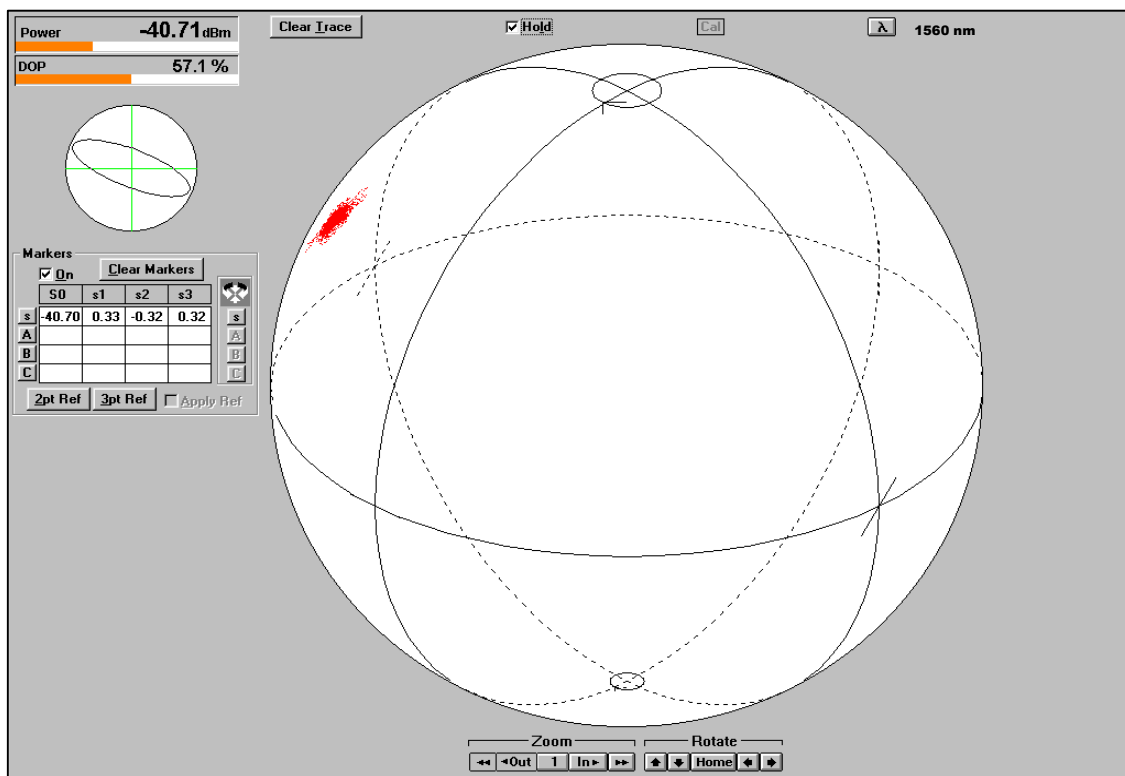 Power -40.71 dBm
DOP 57.1 %
Clear Trace
Hold
Cal
λ 1560 nm
Markers
On Clear Markers
S0 s1 s2 s3
s -40.70 0.33 -0.32 0.32 s
A A
B B
C C
2pt Ref 3pt Ref Apply Ref
Zoom
Out 1 In
Rotate
Home